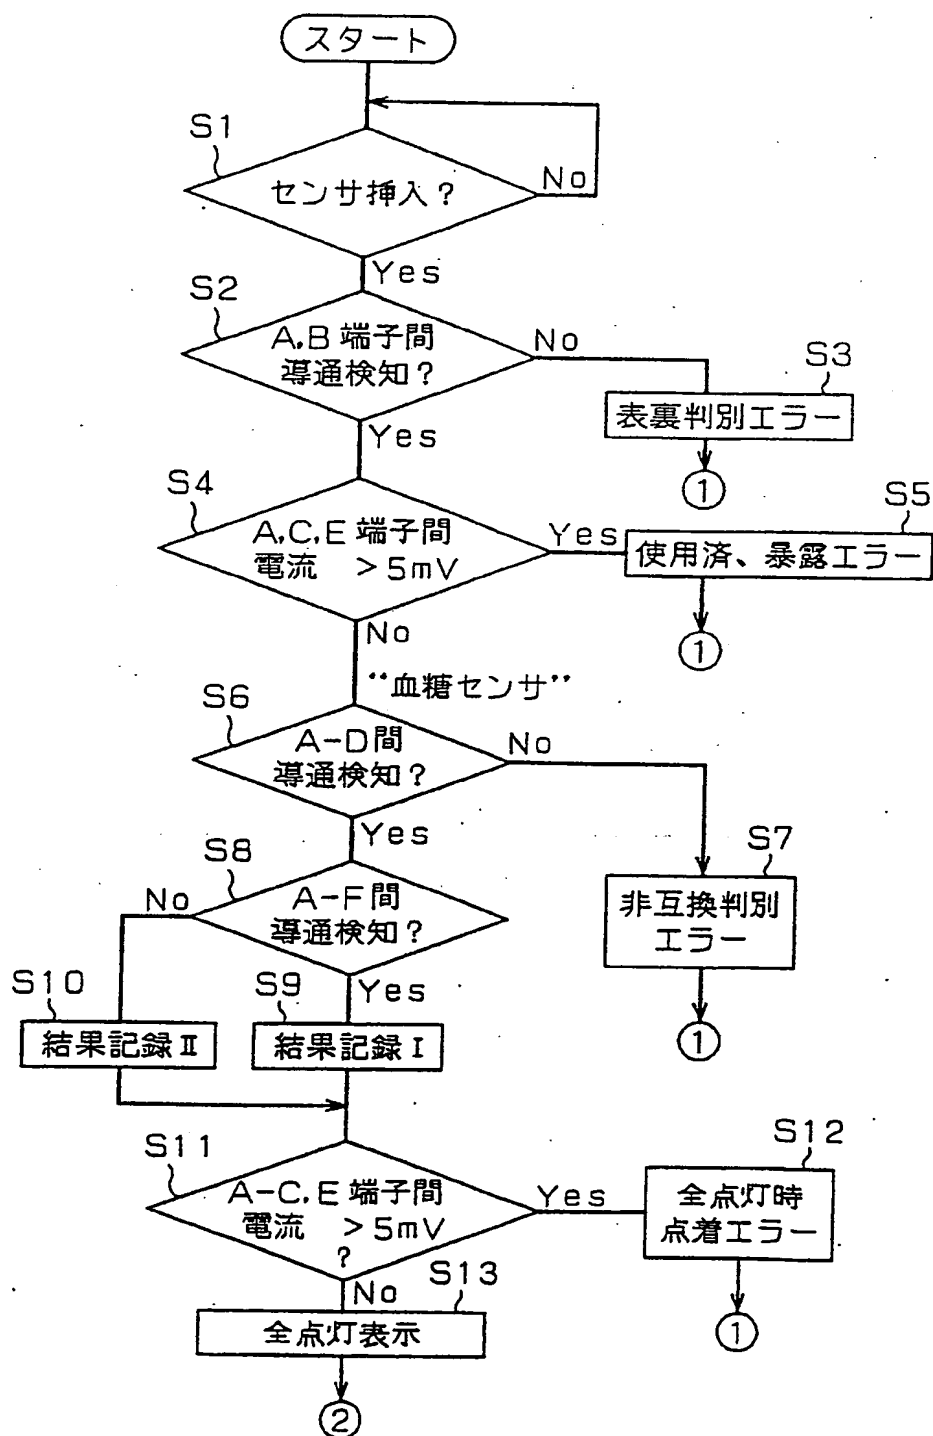 スタート
S1
センサ挿入？
No
Yes
S2
A,B 端子間
導通検知？
No
S3
表裏判別エラー
①
Yes
S4
A,C,E 端子間
電流 ＞5mV
Yes
S5
使用済、暴露エラー
①
No
“血糖センサ”
S6
A-D間
導通検知？
No
S7
非互換判別
エラー
①
Yes
S8
A-F間
導通検知？
No
Yes
S10
結果記録Ⅱ
S9
結果記録Ⅰ
S11
A-C,E 端子間
電流 ＞5mV
？
Yes
S12
全点灯時
点着エラー
①
No
S13
全点灯表示
②